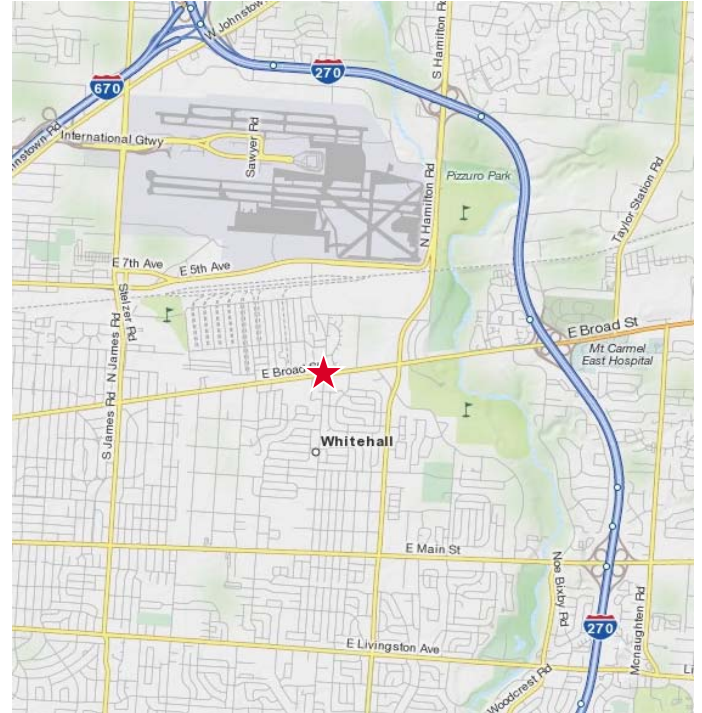 W Johnstown
S Hamilton Rd
270
670
International Gtwy
Sawyer Rd
nstown Rd
Pizzuro Park
N Hamilton Rd
Taylor Station Rd
E 7th Ave
E 5th Ave
Stelzer Rd
E Broad St
Mt Carmel
East Hospital
E Broad St
S James Rd - N James Rd
Whitehall
E Main St
Noe Bixby Rd
270
Mcnaughten Rd
E Livingston Ave
Li
Woodcrest Rd